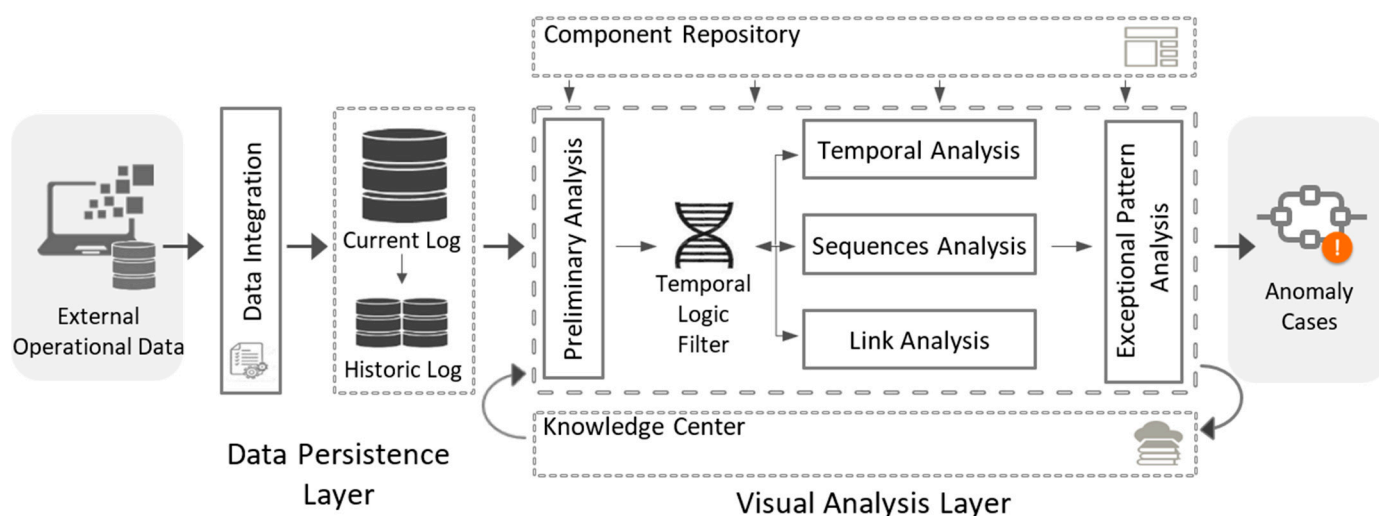 Component Repository
External
Operational Data
Data Integration
Current Log
Historic Log
Preliminary Analysis
Temporal
Logic
Filter
Temporal Analysis
Sequences Analysis
Link Analysis
Exceptional Pattern
Analysis
!
Anomaly
Cases
Knowledge Center
Data Persistence
Layer
Visual Analysis Layer